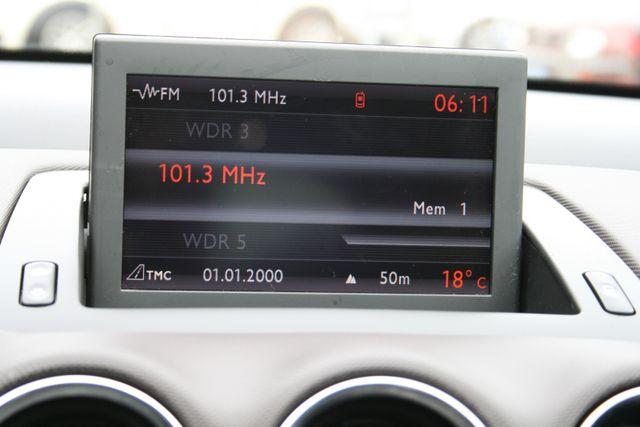 FM 101.3 MHz 06:11
WDR 3
101.3 MHz
Mem 1
WDR 5
TMC 01.01.2000 50m 18° C